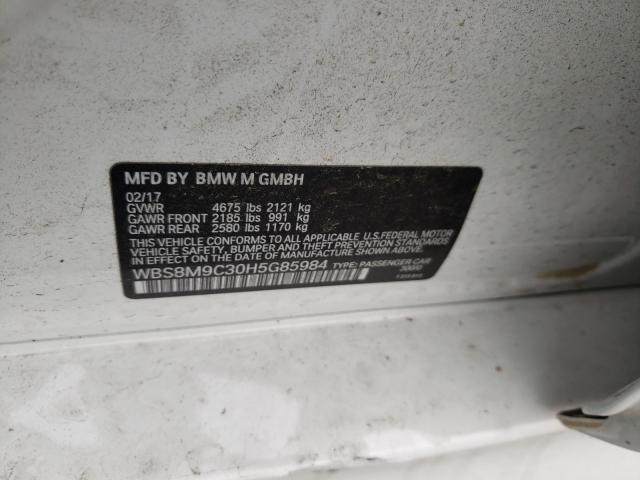 MFD BY BMW M GMBH
02/17
GVWR 4675 lbs 2121 kg
GAWR FRONT 2185 lbs 991 kg
GAWR REAR 2580 lbs 1170 kg
THIS VEHICLE CONFORMS TO ALL APPLICABLE U.S.FEDERAL MOTOR
VEHICLE SAFETY, BUMPER AND THEFT PREVENTION
STANDARDS IN EFFECT ON THE DATE OF MANUFACTURE SHOWN ABOVE.
WBS8M9C30H5G85984 TYPE: PASSENGER CAR